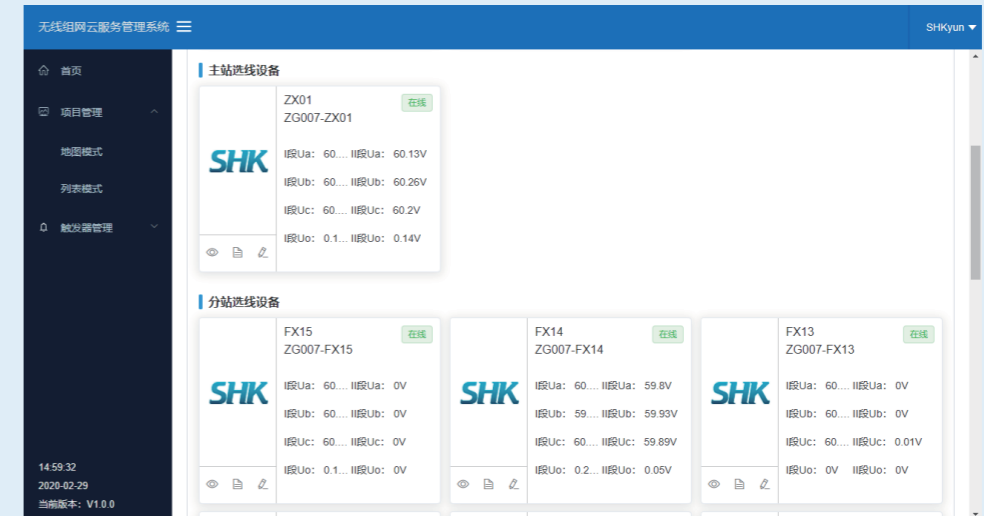 无线组网云服务管理系统
SHKyun
首页
项目管理
地图模式
列表模式
触发器管理
14:59:32
2020-02-29
当前版本：V1.0.0
主站选线设备
ZX01 在线
ZG007-ZX01
SHK
I段Ua: 60.... II段Ua: 60.13V
I段Ub: 60.... II段Ub: 60.26V
I段Uc: 60.... II段Uc: 60.2V
I段Uo: 0.1... II段Uo: 0.14V
分站选线设备
FX15 在线
ZG007-FX15
SHK
I段Ua: 60.... II段Ua: 0V
I段Ub: 60.... II段Ub: 0V
I段Uc: 60.... II段Uc: 0V
I段Uo: 0.1... II段Uo: 0V
FX14 在线
ZG007-FX14
SHK
I段Ua: 60.... II段Ua: 59.8V
I段Ub: 59.... II段Ub: 59.93V
I段Uc: 60.... II段Uc: 59.89V
I段Uo: 0.2... II段Uo: 0.05V
FX13 在线
ZG007-FX13
SHK
I段Ua: 60.... II段Ua: 0V
I段Ub: 60.... II段Ub: 0V
I段Uc: 60.... II段Uc: 0.01V
I段Uo: 0V II段Uo: 0V